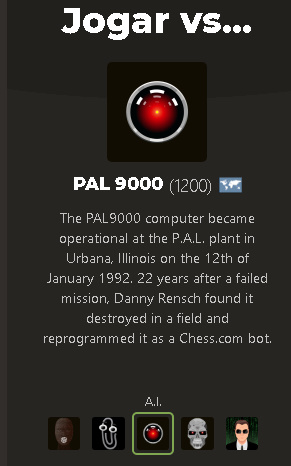 Jogar vs...
PAL 9000 (1200)
The PAL9000 computer became
operational at the P.A.L. plant in
Urbana, Illinois on the 12th of
January 1992. 22 years after a failed
mission, Danny Rensch found it
destroyed in a field and
reprogrammed it as a Chess.com bot.
A.I.